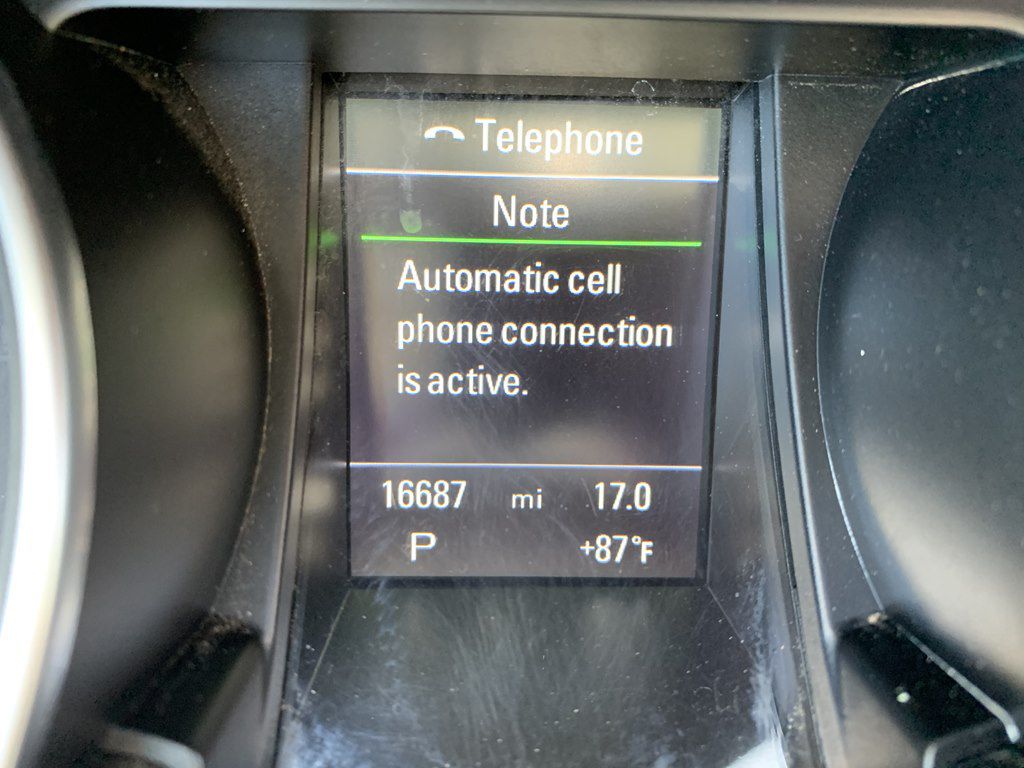 Telephone
Note
Automatic cell
phone connection
is active.
16687 mi 17.0
P +87°F